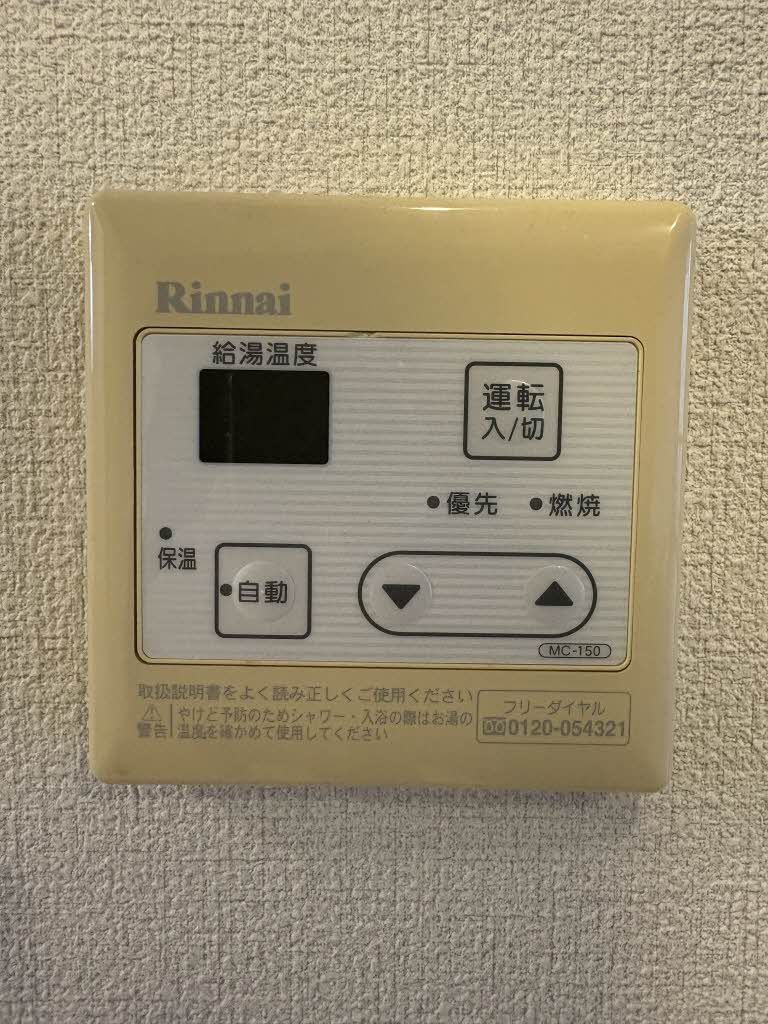 Rinnai
給湯温度
運転
入/切
優先
燃焼
保温
自動
▼
▲
MC-150
取扱説明書をよく読み正しくご使用ください
⚠
警告
やけど予防のためシャワー・入浴の際はお湯の
温度を確かめて使用してください
フリーダイヤル
0120-054321